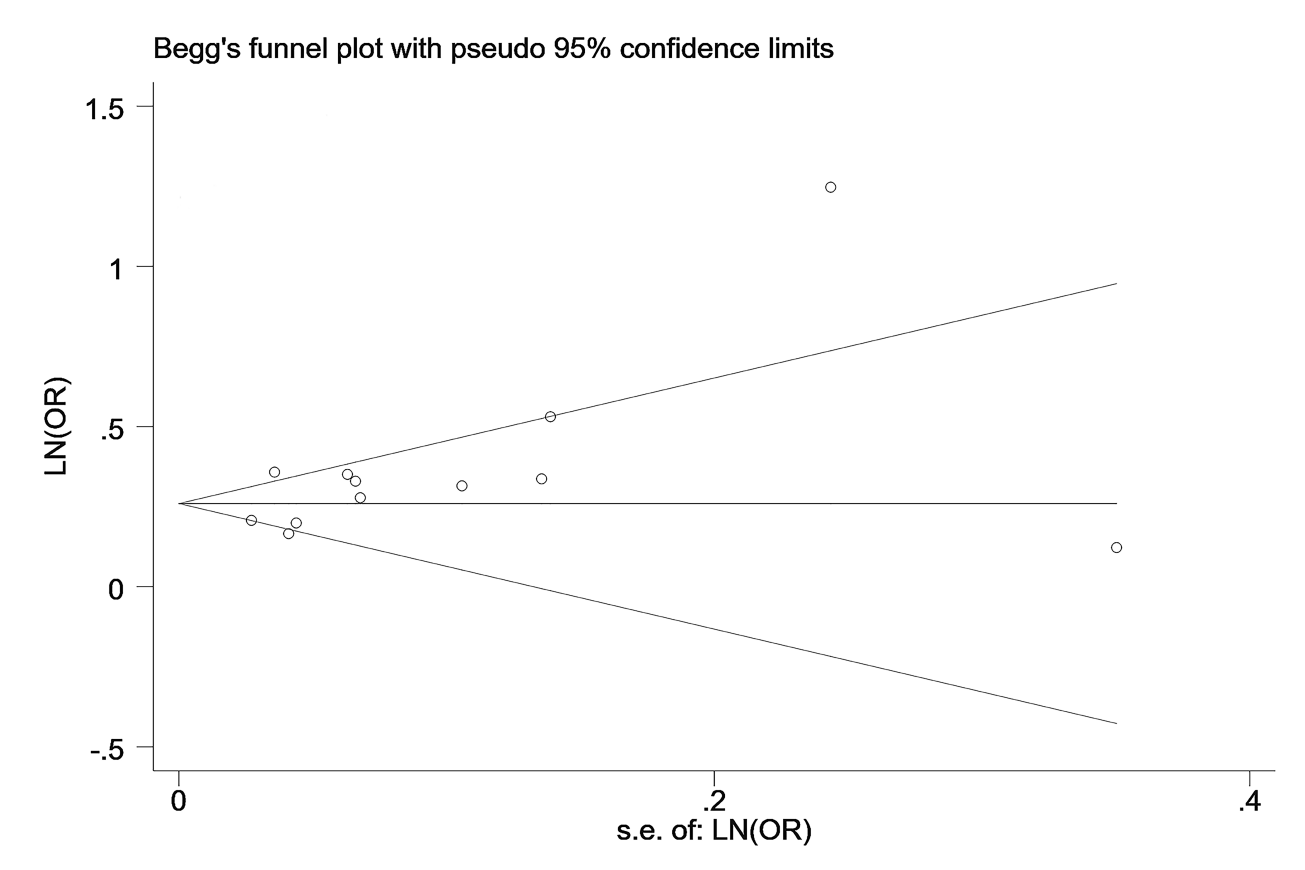 Begg's funnel plot with pseudo 95% confidence limits
1.5
1
.5
0
-.5
LN(OR)
0
.2
.4
s.e. of: LN(OR)